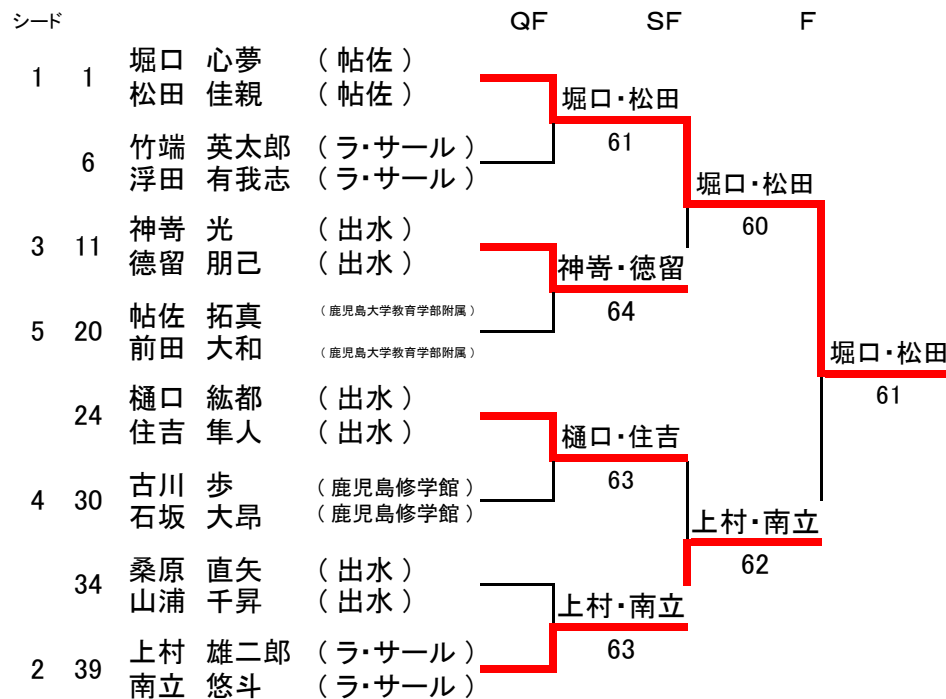 シード QF SF F
1 1 堀口 心夢 （ 帖佐 ）
松田 佳親 （ 帖佐 ）
堀口・松田
61
6 竹端 英太郎 （ ラ・サール ）
浮田 有我志 （ ラ・サール ）
堀口・松田
60
3 11 神嵜 光 （ 出水 ）
德留 朋己 （ 出水 ）
神嵜・德留
64
5 20 帖佐 拓真 （ 鹿児島大学教育学部附属 ）
前田 大和 （ 鹿児島大学教育学部附属 ）
堀口・松田
61
24 樋口 紘都 （ 出水 ）
住吉 隼人 （ 出水 ）
樋口・住吉
63
4 30 古川 歩 （ 鹿児島修学館 ）
石坂 大昂 （ 鹿児島修学館 ）
上村・南立
62
34 桑原 直矢 （ 出水 ）
山浦 千昇 （ 出水 ）
上村・南立
63
2 39 上村 雄二郎 （ ラ・サール ）
南立 悠斗 （ ラ・サール ）